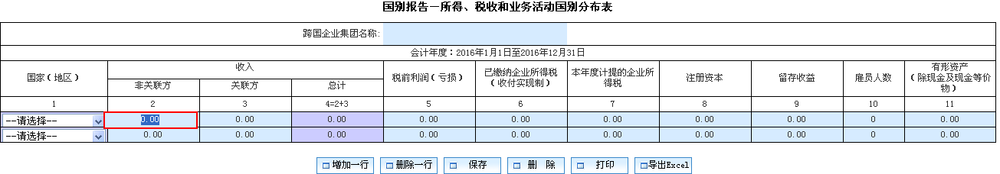 国别报告—所得、税收和业务活动国别分布表
跨国企业集团名称:
会计年度：2016年1月1日至2016年12月31日
国家（地区） 收入 税前利润（亏损） 已缴纳企业所得税（收付实现制） 本年度计提的企业所得税 注册资本 留存收益 雇员人数 有形资产（除现金及现金等价物）
非关联方 关联方 总计
1 2 3 4=2+3 5 6 7 8 9 10 11
--请选择-- 0.00 0.00 0.00 0.00 0.00 0.00 0.00 0.00 0 0.00
--请选择-- 0.00 0.00 0.00 0.00 0.00 0.00 0.00 0.00 0 0.00
增加一行 删除一行 保存 删 除 打印 导出Excel